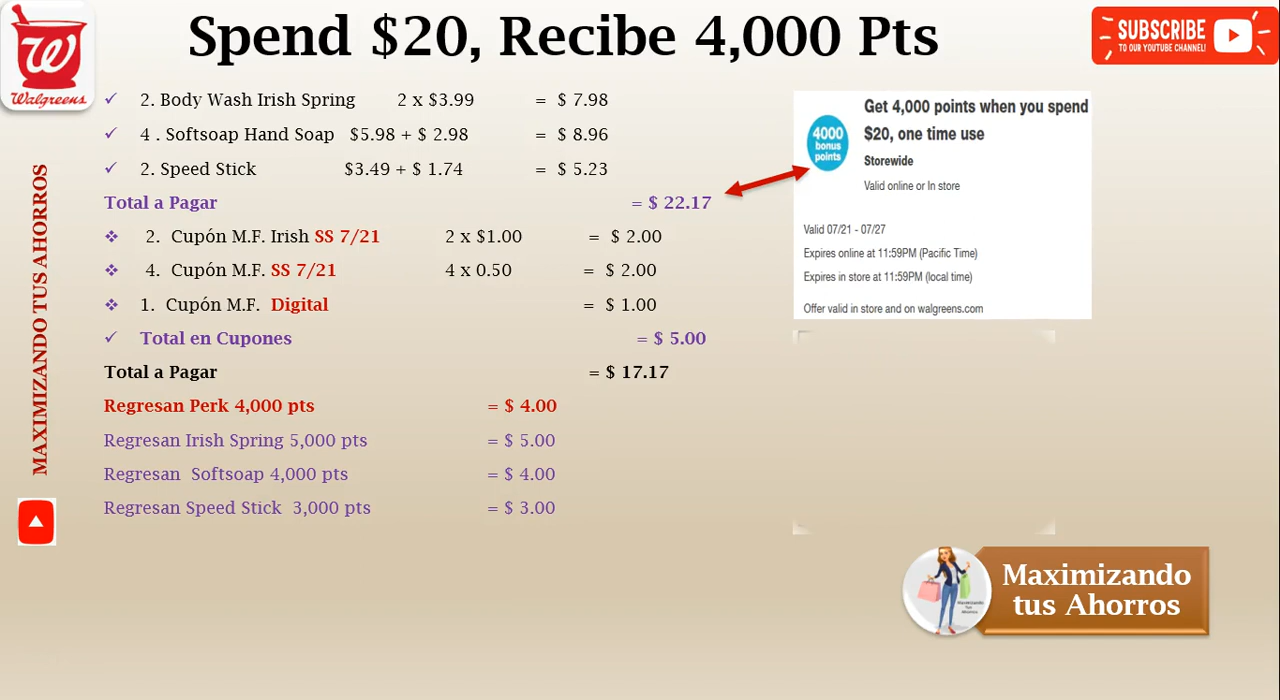 Spend $20, Recibe 4,000 Pts
W
Walgreens
SUBSCRIBE
TO OUR YOUTUBE CHANNEL!
MAXIMIZANDO TUS AHORROS
✓ 2. Body Wash Irish Spring 2 x $3.99 = $ 7.98
✓ 4 . Softsoap Hand Soap $5.98 + $ 2.98 = $ 8.96
✓ 2. Speed Stick $3.49 + $ 1.74 = $ 5.23
Total a Pagar = $ 22.17
❖ 2. Cupón M.F. Irish SS 7/21 2 x $1.00 = $ 2.00
❖ 4. Cupón M.F. SS 7/21 4 x 0.50 = $ 2.00
❖ 1. Cupón M.F. Digital = $ 1.00
✓ Total en Cupones = $ 5.00
Total a Pagar = $ 17.17
Regresan Perk 4,000 pts = $ 4.00
Regresan Irish Spring 5,000 pts = $ 5.00
Regresan Softsoap 4,000 pts = $ 4.00
Regresan Speed Stick 3,000 pts = $ 3.00
4000
bonus
points
Get 4,000 points when you spend
$20, one time use
Storewide
Valid online or In store
Valid 07/21 - 07/27
Expires online at 11:59PM (Pacific Time)
Expires in store at 11:59PM (local time)
Offer valid in store and on walgreens.com
Maximizando
tus Ahorros